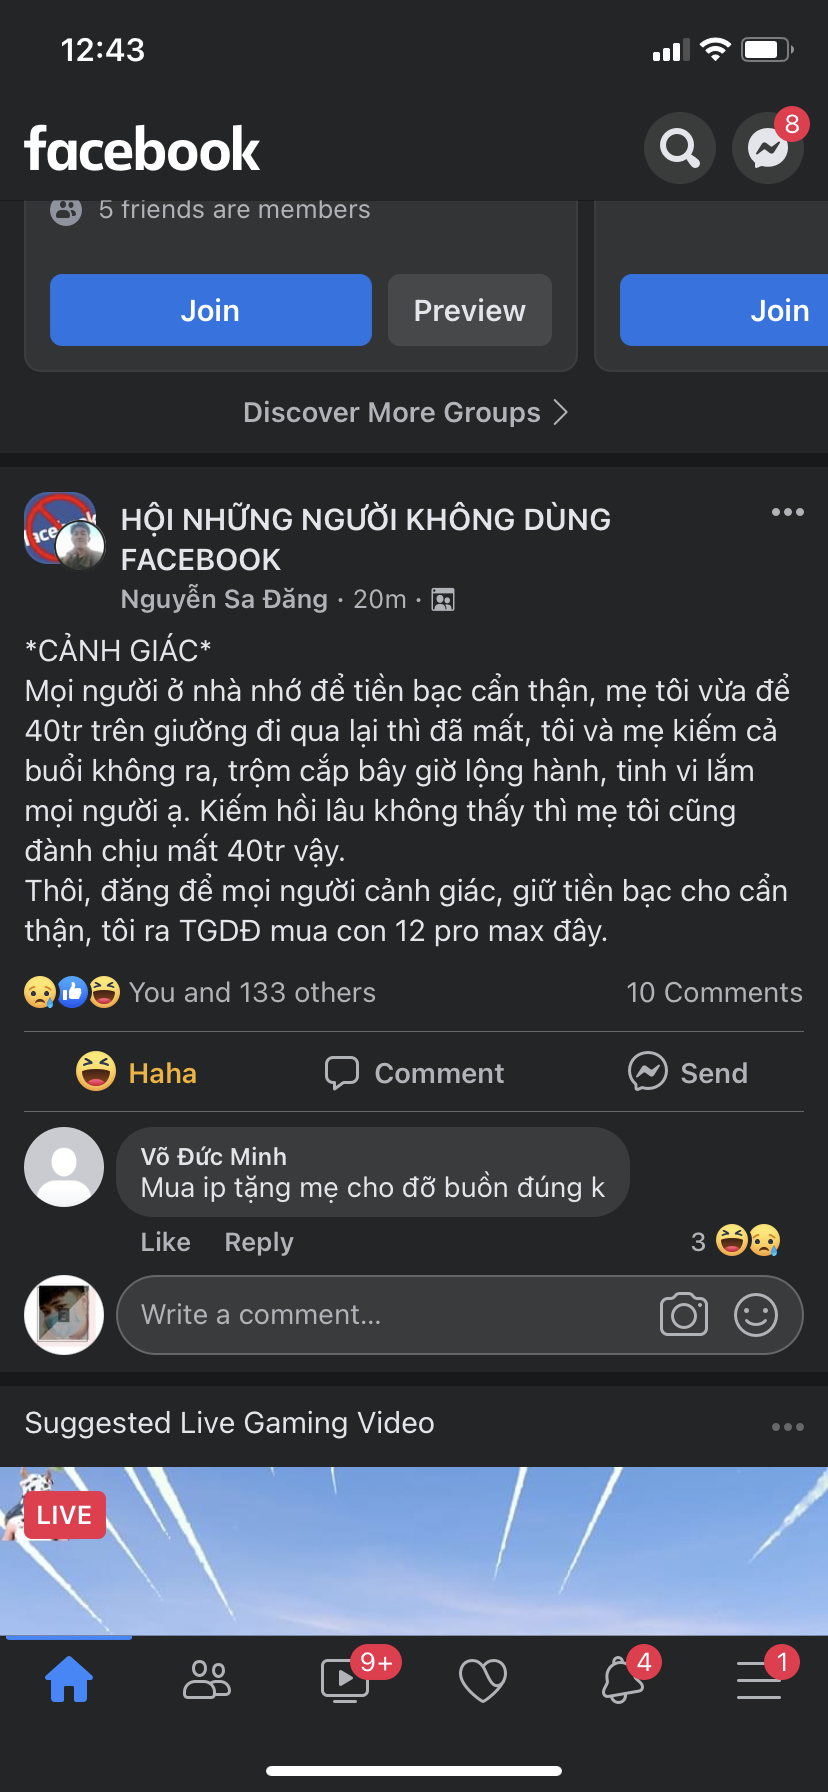 12:43
facebook
8
5 friends are members
Join
Preview
Join
Discover More Groups
HỘI NHỮNG NGƯỜI KHÔNG DÙNG
FACEBOOK
Nguyễn Sa Đăng · 20m ·
*CẢNH GIÁC*
Mọi người ở nhà nhớ để tiền bạc cẩn thận, mẹ tôi vừa để
40tr trên giường đi qua lại thì đã mất, tôi và mẹ kiếm cả
buổi không ra, trộm cắp bây giờ lộng hành, tinh vi lắm
mọi người ạ. Kiếm hồi lâu không thấy thì mẹ tôi cũng
đành chịu mất 40tr vậy.
Thôi, đăng để mọi người cảnh giác, giữ tiền bạc cho cẩn
thận, tôi ra TGDĐ mua con 12 pro max đây.
You and 133 others
10 Comments
Haha
Comment
Send
Võ Đức Minh
Mua ip tặng mẹ cho đỡ buồn đúng k
Like
Reply
3
Write a comment...
Suggested Live Gaming Video
LIVE
9+
4
1